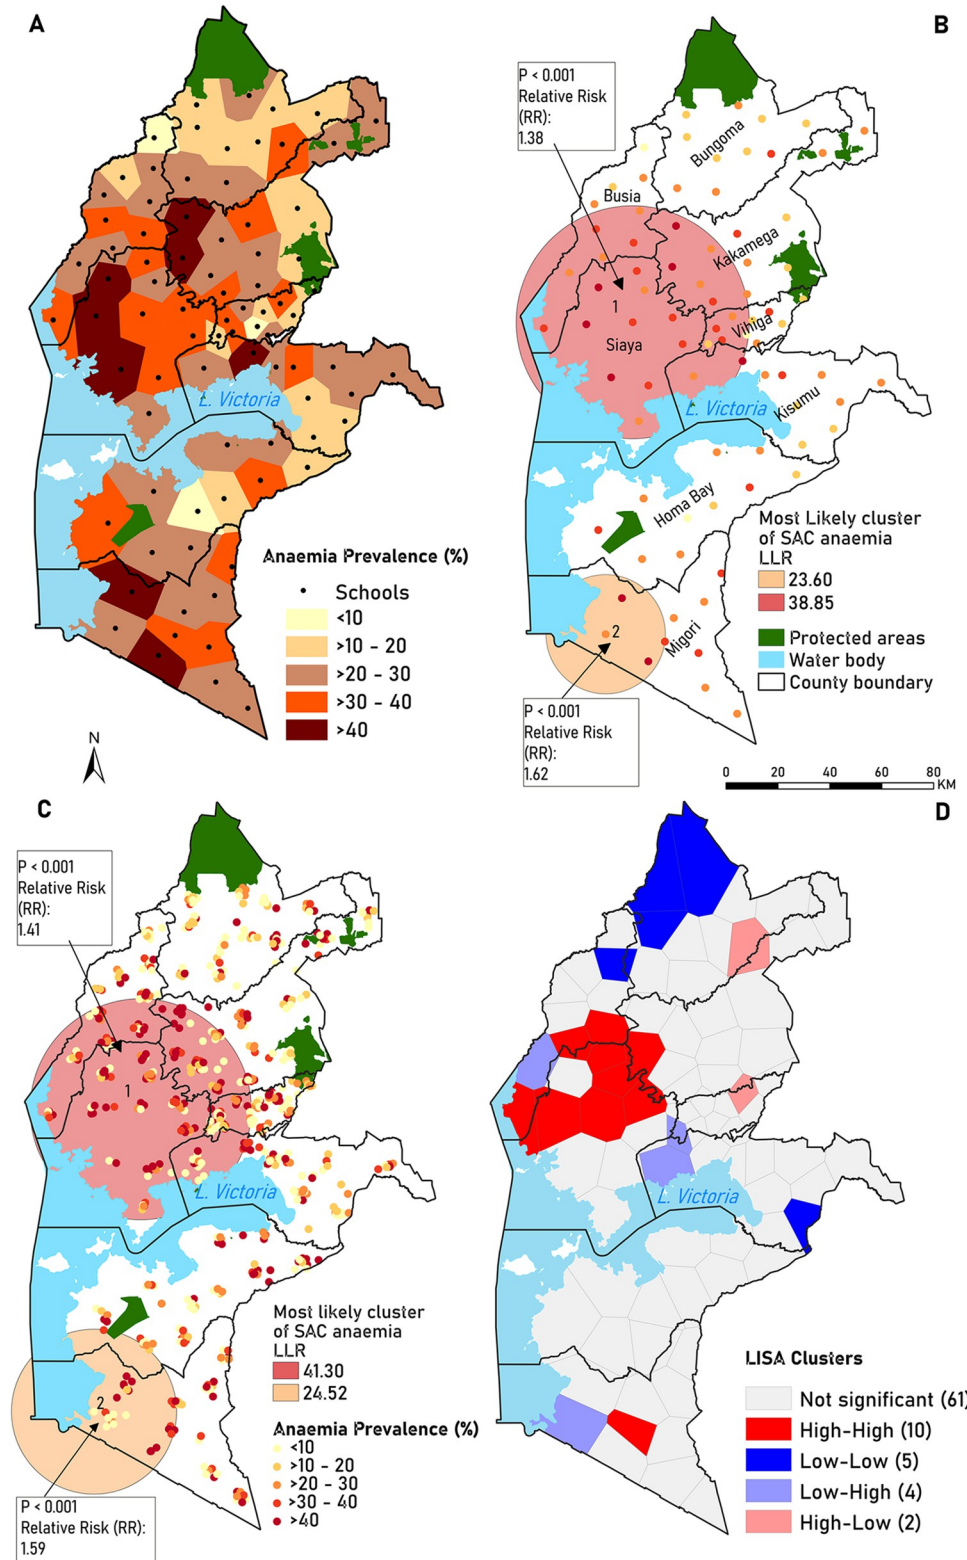 A
L. Victoria
Anaemia Prevalence (%)
Schools
<10
>10 - 20
>20 - 30
>30 - 40
>40
N
B
P < 0.001
Relative Risk
(RR):
1.38
Bungoma
Busia
Kakamega
1
Vihiga
Siaya
L. Victoria
Kisumu
Homa Bay
Most Likely cluster
of SAC anaemia
LLR
23.60
38.85
Protected areas
Water body
County boundary
2
Migori
P < 0.001
Relative Risk
(RR):
1.62
0 20 40 60 80
KM
C
P < 0.001
Relative Risk
(RR):
1.41
1
L. Victoria
Most likely cluster
of SAC anaemia
LLR
41.30
24.52
2
Anaemia Prevalence (%)
<10
>10 - 20
>20 - 30
>30 - 40
>40
P < 0.001
Relative Risk (RR):
1.59
D
L. Victoria
LISA Clusters
Not significant (61)
High-High (10)
Low-Low (5)
Low-High (4)
High-Low (2)